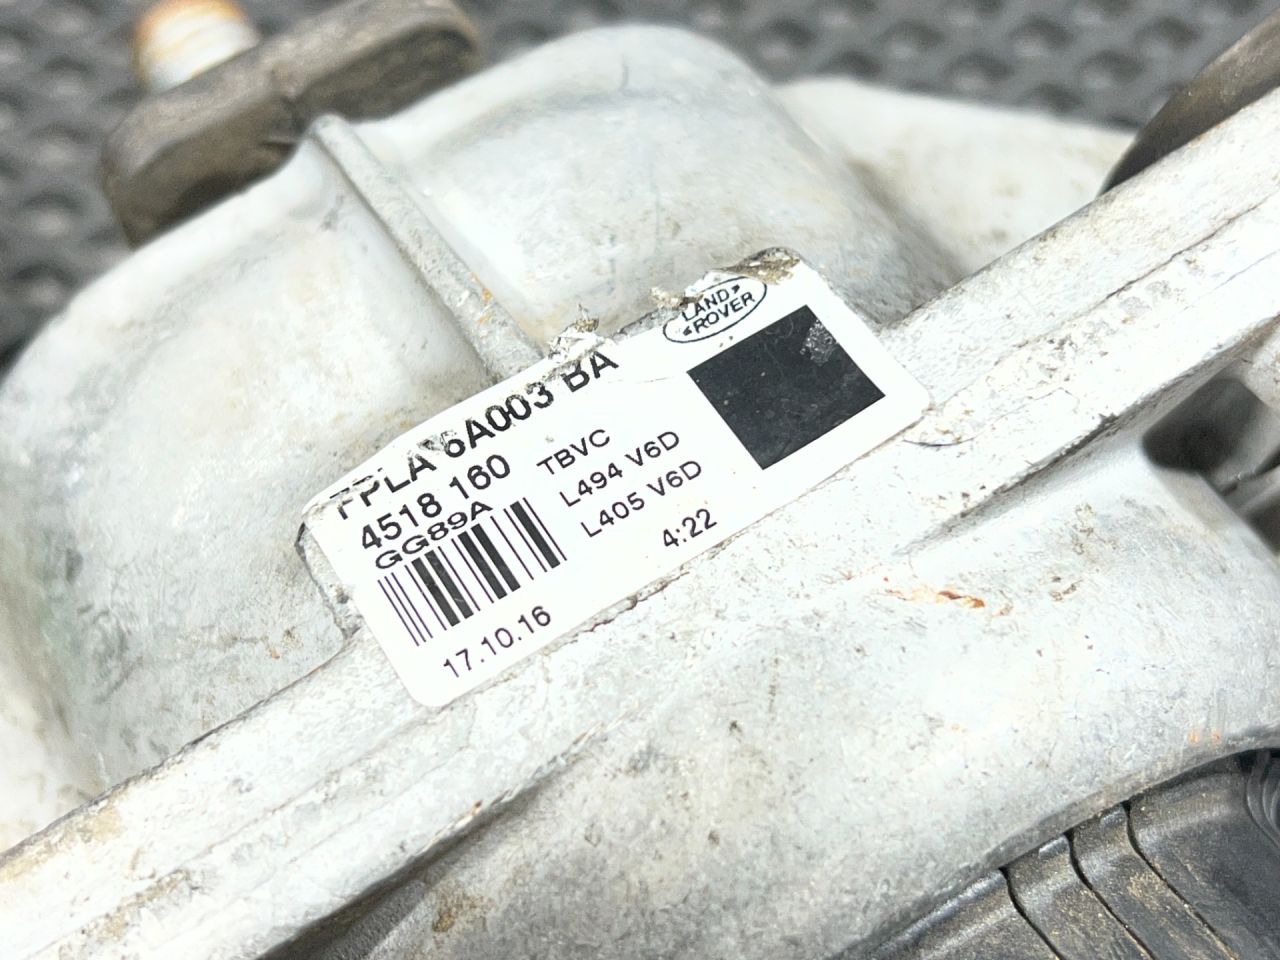 LAND
ROVER
FPLA 6A003 BA
4518 160
GG89A
TBVC
L494 V6D
L405 V6D
4:22
17.10.16